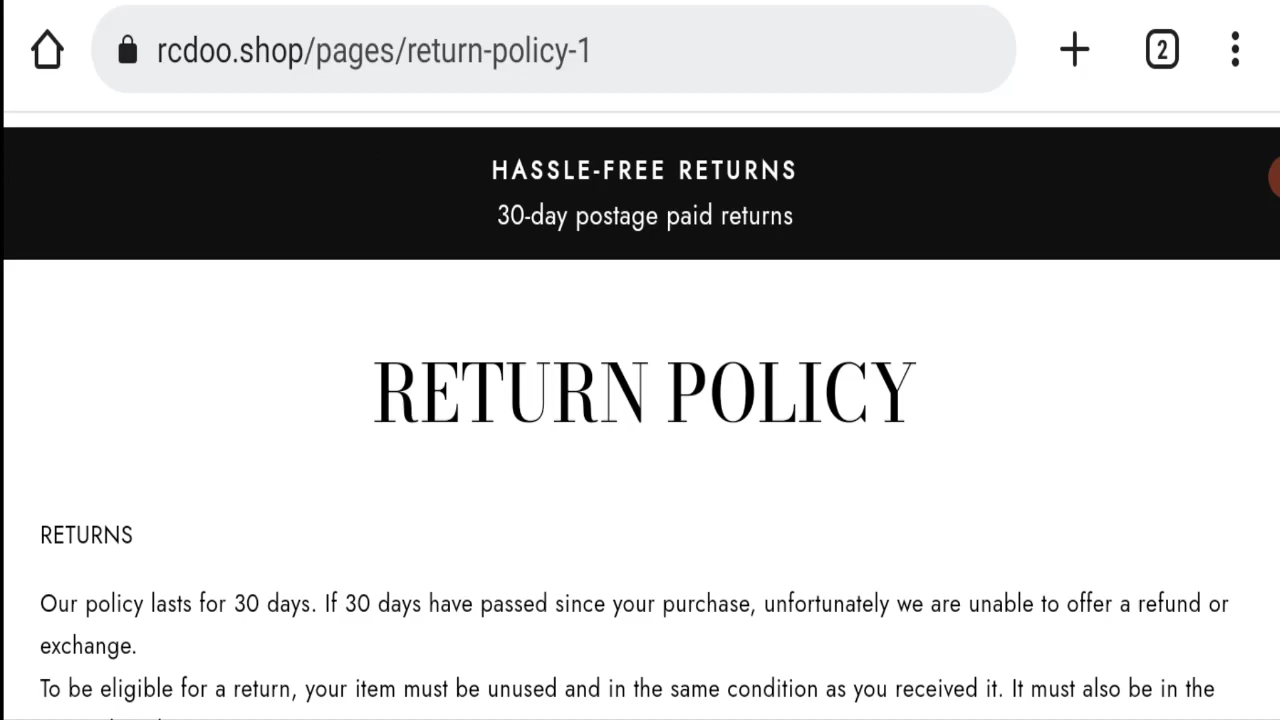 rcdoo.shop/pages/return-policy-1
2
HASSLE-FREE RETURNS
30-day postage paid returns
RETURN POLICY
RETURNS
Our policy lasts for 30 days. If 30 days have passed since your purchase, unfortunately we are unable to offer a refund or
exchange.
To be eligible for a return, your item must be unused and in the same condition as you received it. It must also be in the